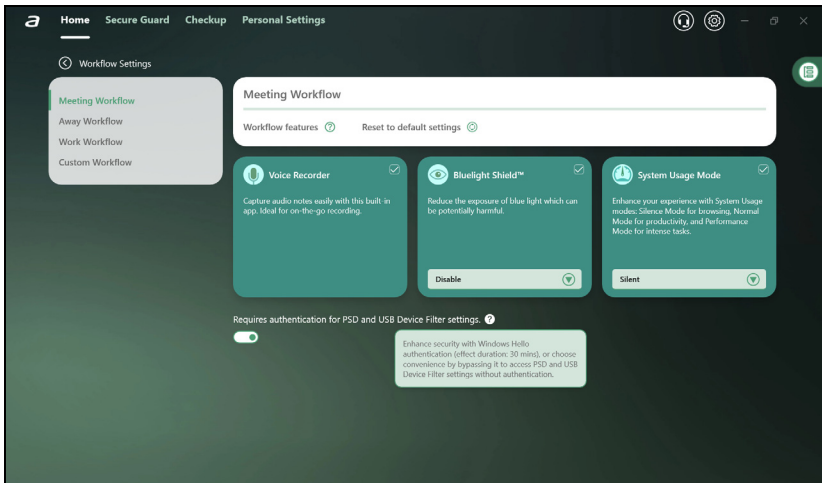 a Home Secure Guard Checkup Personal Settings
Workflow Settings
Meeting Workflow
Away Workflow
Work Workflow
Custom Workflow
Meeting Workflow
Workflow features ? Reset to default settings
Voice Recorder
Capture audio notes easily with this built-in
app. Ideal for on-the-go recording.
Bluelight Shield™
Reduce the exposure of blue light which can
be potentially harmful.
Disable
System Usage Mode
Enhance your experience with System Usage
modes: Silence Mode for browsing, Normal
Mode for productivity, and Performance
Mode for intense tasks.
Silent
Requires authentication for PSD and USB Device Filter settings. ?
Enhance security with Windows Hello
authentication (effect duration: 30 mins), or choose
convenience by bypassing it to access PSD and USB
Device Filter settings without authentication.